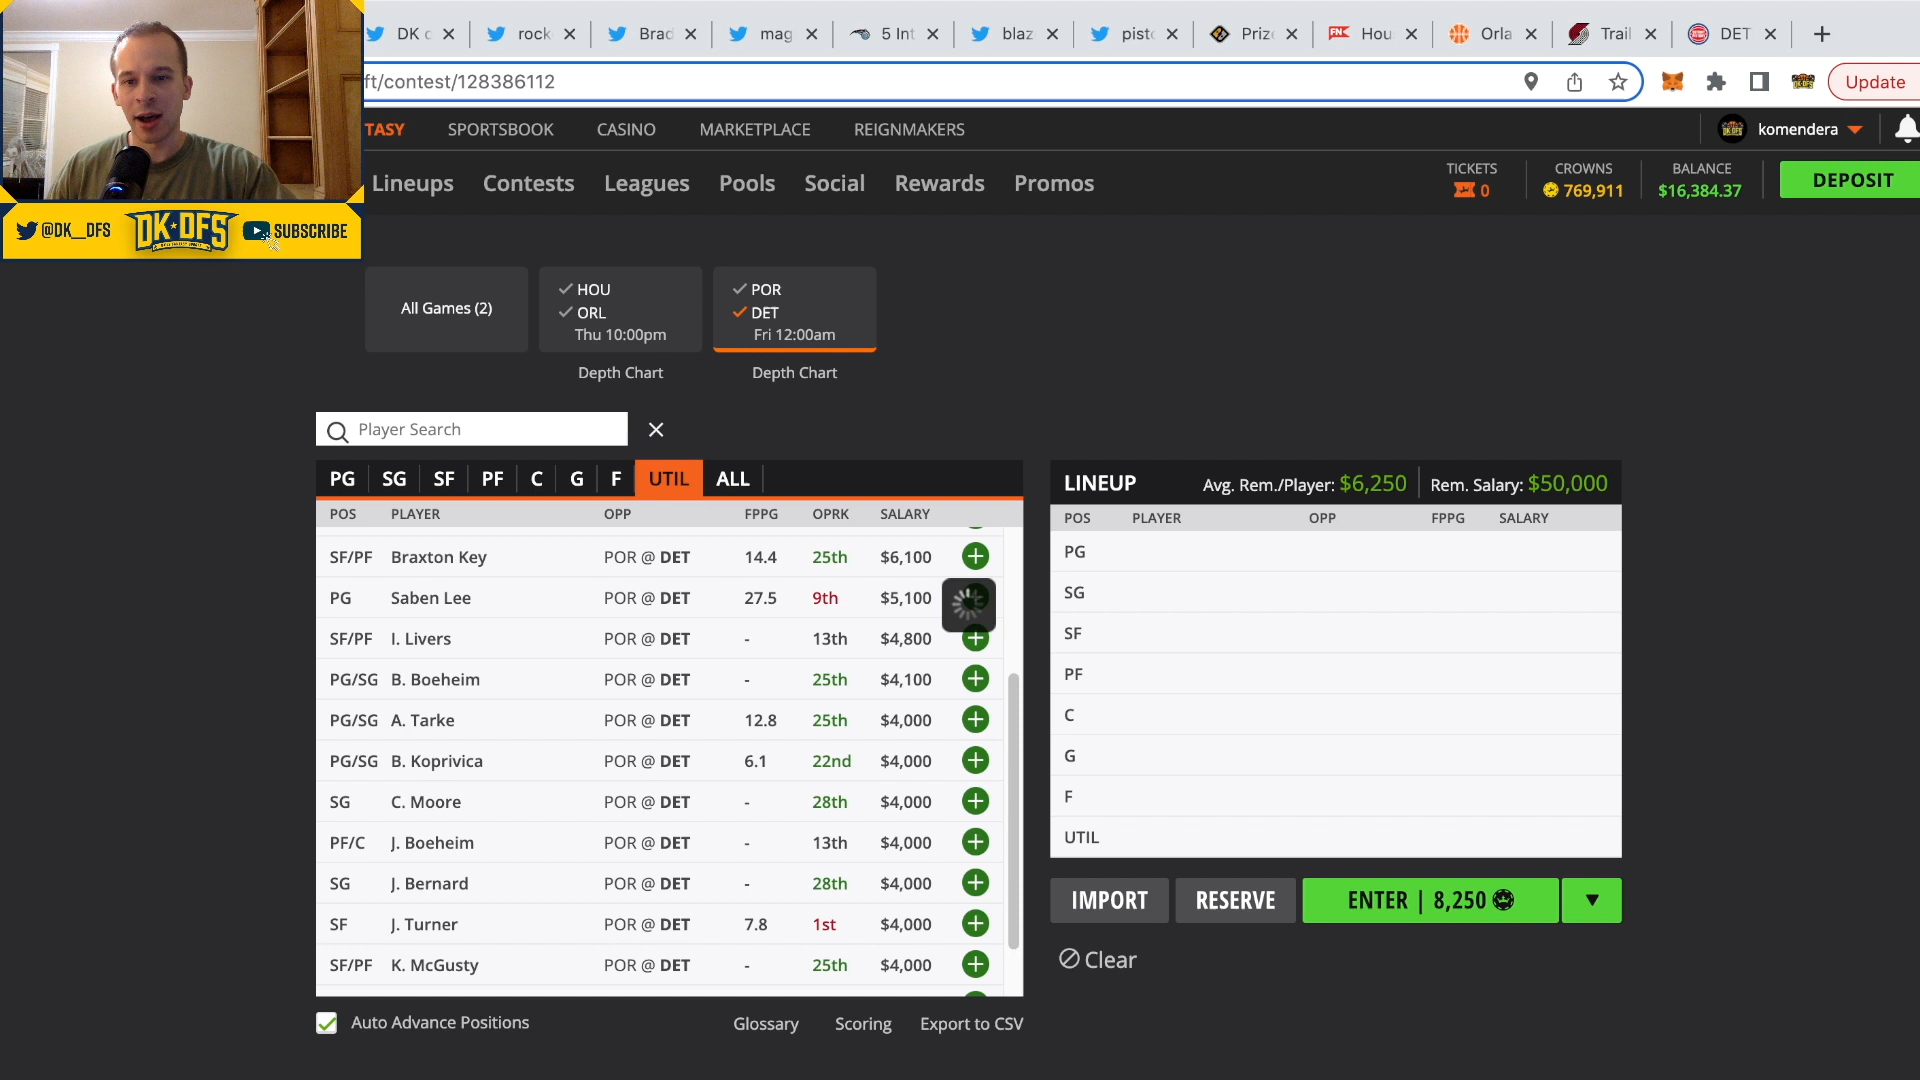 DK
rock
Brad
mag
5 Int
blaz
pisto
Prize
Hou
Orla
Trail
DET
ft/contest/128386112
Update
TASY SPORTSBOOK CASINO MARKETPLACE REIGNMAKERS
komendera
Lineups Contests Leagues Pools Social Rewards Promos
TICKETS
0
CROWNS
769,911
BALANCE
$16,384.37
DEPOSIT
@DK__DFS
DK DFS
SUBSCRIBE
All Games (2)
HOU
ORL
Thu 10:00pm
Depth Chart
POR
DET
Fri 12:00am
Depth Chart
Player Search
PG SG SF PF C G F UTIL ALL
POS PLAYER OPP FPPG OPRK SALARY
SF/PF Braxton Key POR @ DET 14.4 25th $6,100
PG Saben Lee POR @ DET 27.5 9th $5,100
SF/PF I. Livers POR @ DET - 13th $4,800
PG/SG B. Boeheim POR @ DET - 25th $4,100
PG/SG A. Tarke POR @ DET 12.8 25th $4,000
PG/SG B. Koprivica POR @ DET 6.1 22nd $4,000
SG C. Moore POR @ DET - 28th $4,000
PF/C J. Boeheim POR @ DET - 13th $4,000
SG J. Bernard POR @ DET - 28th $4,000
SF J. Turner POR @ DET 7.8 1st $4,000
SF/PF K. McGusty POR @ DET - 25th $4,000
Auto Advance Positions
Glossary Scoring Export to CSV
LINEUP Avg. Rem./Player: $6,250 Rem. Salary: $50,000
POS PLAYER OPP FPPG SALARY
PG
SG
SF
PF
C
G
F
UTIL
IMPORT RESERVE ENTER | 8,250
Clear